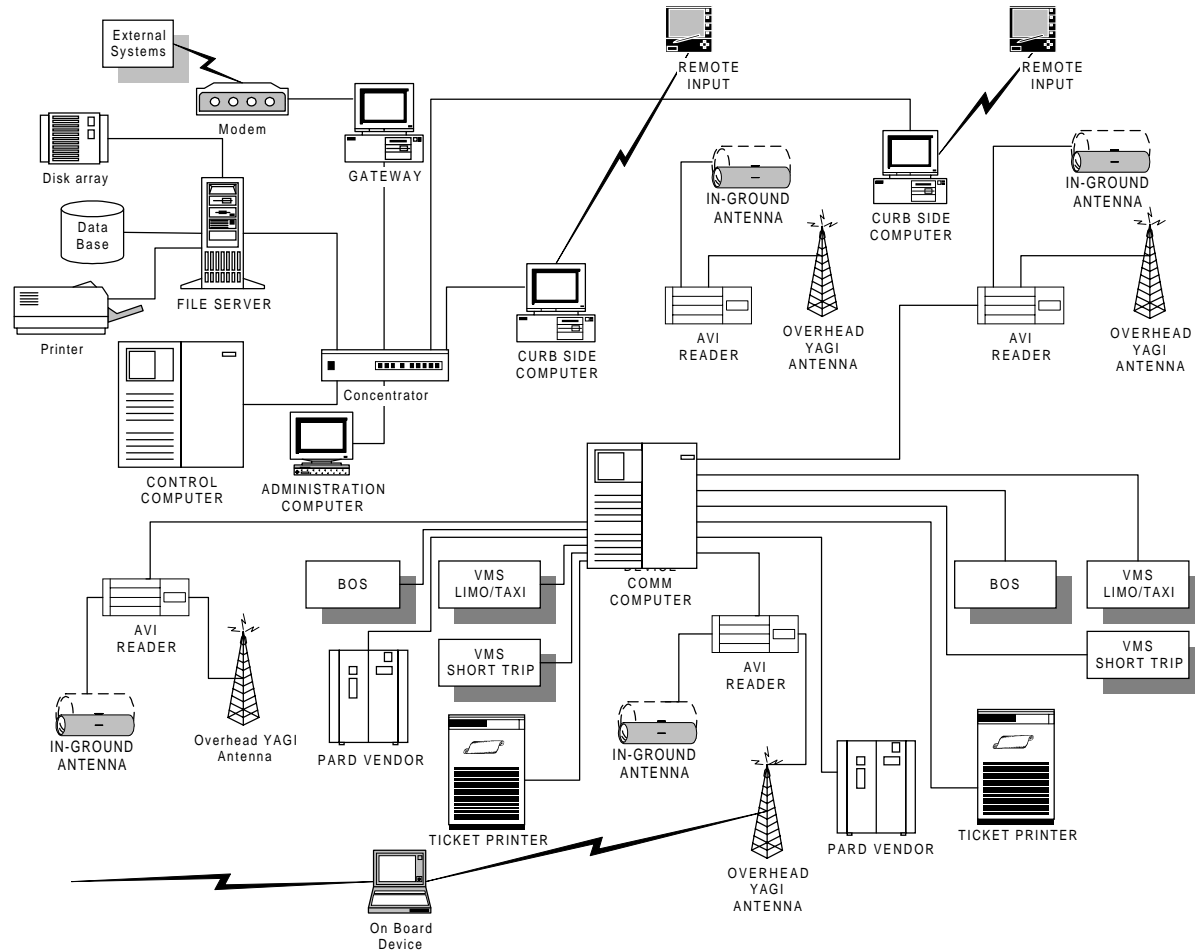 External
Systems
Modem
GATEWAY
REMOTE
INPUT
REMOTE
INPUT
Disk array
Data
Base
FILE SERVER
Printer
CONTROL
COMPUTER
Concentrator
ADMINISTRATION
COMPUTER
CURB SIDE
COMPUTER
IN-GROUND
ANTENNA
AVI
READER
OVERHEAD
YAGI
ANTENNA
CURB SIDE
COMPUTER
IN-GROUND
ANTENNA
AVI
READER
OVERHEAD
YAGI
ANTENNA
DEVICE
COMM
COMPUTER
AVI
READER
IN-GROUND
ANTENNA
Overhead YAGI
Antenna
BOS
PARD VENDOR
VMS
LIMO/TAXI
VMS
SHORT TRIP
TICKET PRINTER
AVI
READER
IN-GROUND
ANTENNA
OVERHEAD
YAGI
ANTENNA
PARD VENDOR
BOS
VMS
LIMO/TAXI
VMS
SHORT TRIP
TICKET PRINTER
On Board
Device